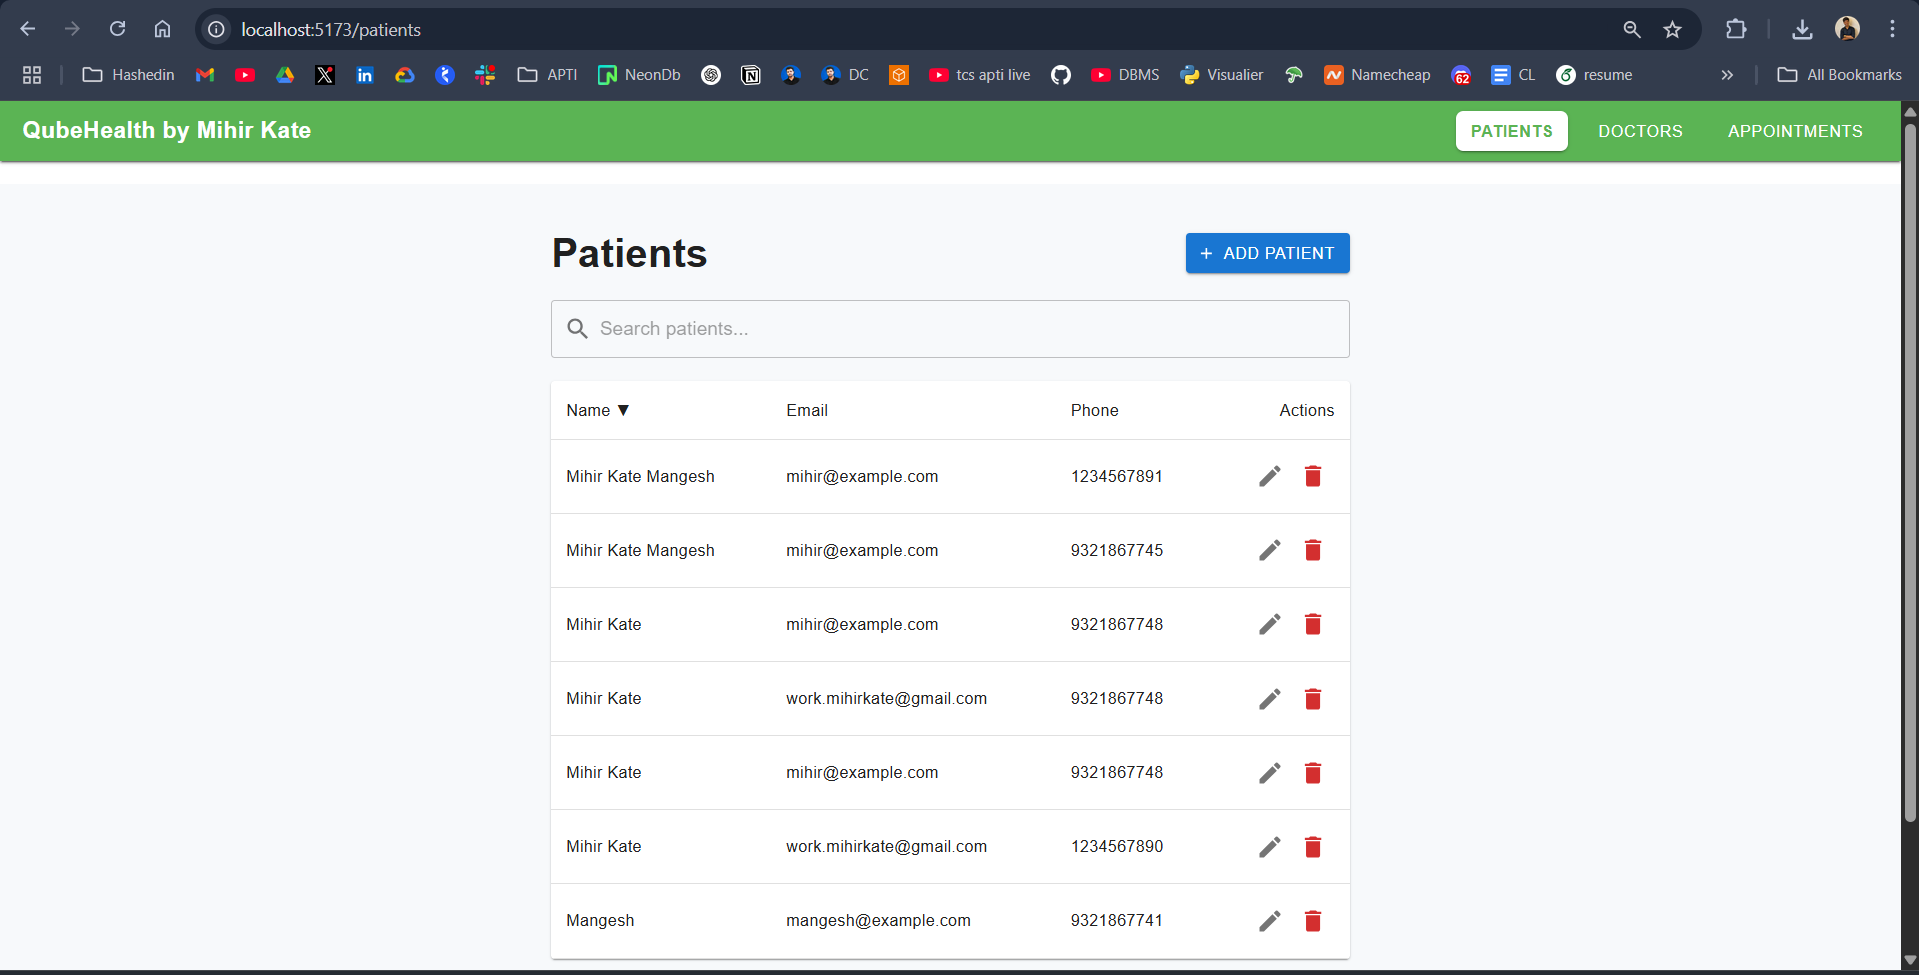 localhost:5173/patients
Hashedin APTI NeonDb DC tcs apti live DBMS Visualier Namecheap 62 CL resume » All Bookmarks
QubeHealth by Mihir Kate PATIENTS DOCTORS APPOINTMENTS
Patients + ADD PATIENT
Search patients...
Name ▼ Email Phone Actions
Mihir Kate Mangesh mihir@example.com 1234567891
Mihir Kate Mangesh mihir@example.com 9321867745
Mihir Kate mihir@example.com 9321867748
Mihir Kate work.mihirkate@gmail.com 9321867748
Mihir Kate mihir@example.com 9321867748
Mihir Kate work.mihirkate@gmail.com 1234567890
Mangesh mangesh@example.com 9321867741